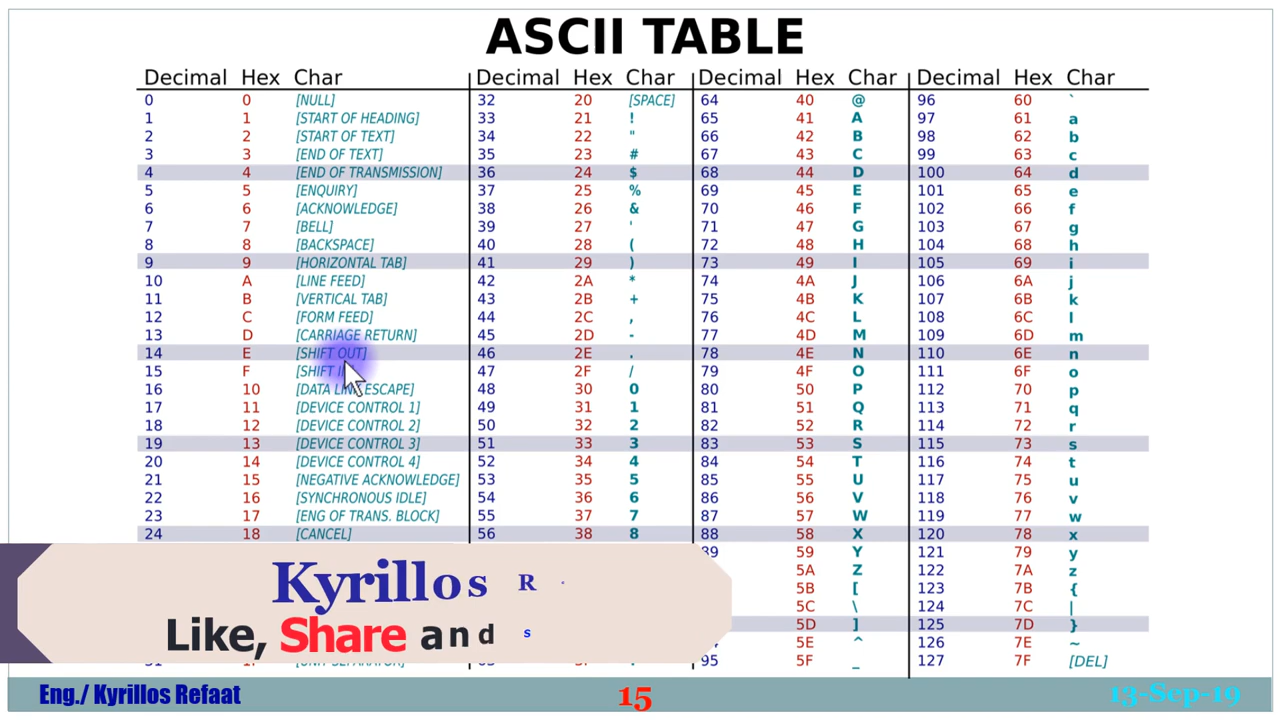 ASCII TABLE
Decimal Hex Char Decimal Hex Char Decimal Hex Char Decimal Hex Char
0 0 [NULL] 32 20 [SPACE] 64 40 @ 96 60 `
1 1 [START OF HEADING] 33 21 ! 65 41 A 97 61 a
2 2 [START OF TEXT] 34 22 " 66 42 B 98 62 b
3 3 [END OF TEXT] 35 23 # 67 43 C 99 63 c
4 4 [END OF TRANSMISSION] 36 24 $ 68 44 D 100 64 d
5 5 [ENQUIRY] 37 25 % 69 45 E 101 65 e
6 6 [ACKNOWLEDGE] 38 26 & 70 46 F 102 66 f
7 7 [BELL] 39 27 ' 71 47 G 103 67 g
8 8 [BACKSPACE] 40 28 ( 72 48 H 104 68 h
9 9 [HORIZONTAL TAB] 41 29 ) 73 49 I 105 69 i
10 A [LINE FEED] 42 2A * 74 4A J 106 6A j
11 B [VERTICAL TAB] 43 2B + 75 4B K 107 6B k
12 C [FORM FEED] 44 2C , 76 4C L 108 6C l
13 D [CARRIAGE RETURN] 45 2D - 77 4D M 109 6D m
14 E [SHIFT OUT] 46 2E . 78 4E N 110 6E n
15 F [SHIFT 47 2F / 79 4F O 111 6F o
16 10 [DATA LINK ESCAPE] 48 30 0 80 50 P 112 70 p
17 11 [DEVICE CONTROL 1] 49 31 1 81 51 Q 113 71 q
18 12 [DEVICE CONTROL 2] 50 32 2 82 52 R 114 72 r
19 13 [DEVICE CONTROL 3] 51 33 3 83 53 S 115 73 s
20 14 [DEVICE CONTROL 4] 52 34 4 84 54 T 116 74 t
21 15 [NEGATIVE ACKNOWLEDGE] 53 35 5 85 55 U 117 75 u
22 16 [SYNCHRONOUS IDLE] 54 36 6 86 56 V 118 76 v
23 17 [ENG OF TRANS. BLOCK] 55 37 7 87 57 W 119 77 w
24 18 [CANCEL] 56 38 8 88 58 X 120 78 x
89 59 Y 121 79 y
5A Z 122 7A z
5B [ 123 7B {
5C \ 124 7C |
5D ] 125 7D }
5E ^ 126 7E ~
95 5F _ 127 7F [DEL]
Kyrillos R
Like, Share and s
Eng./ Kyrillos Refaat 15 13-Sep-19